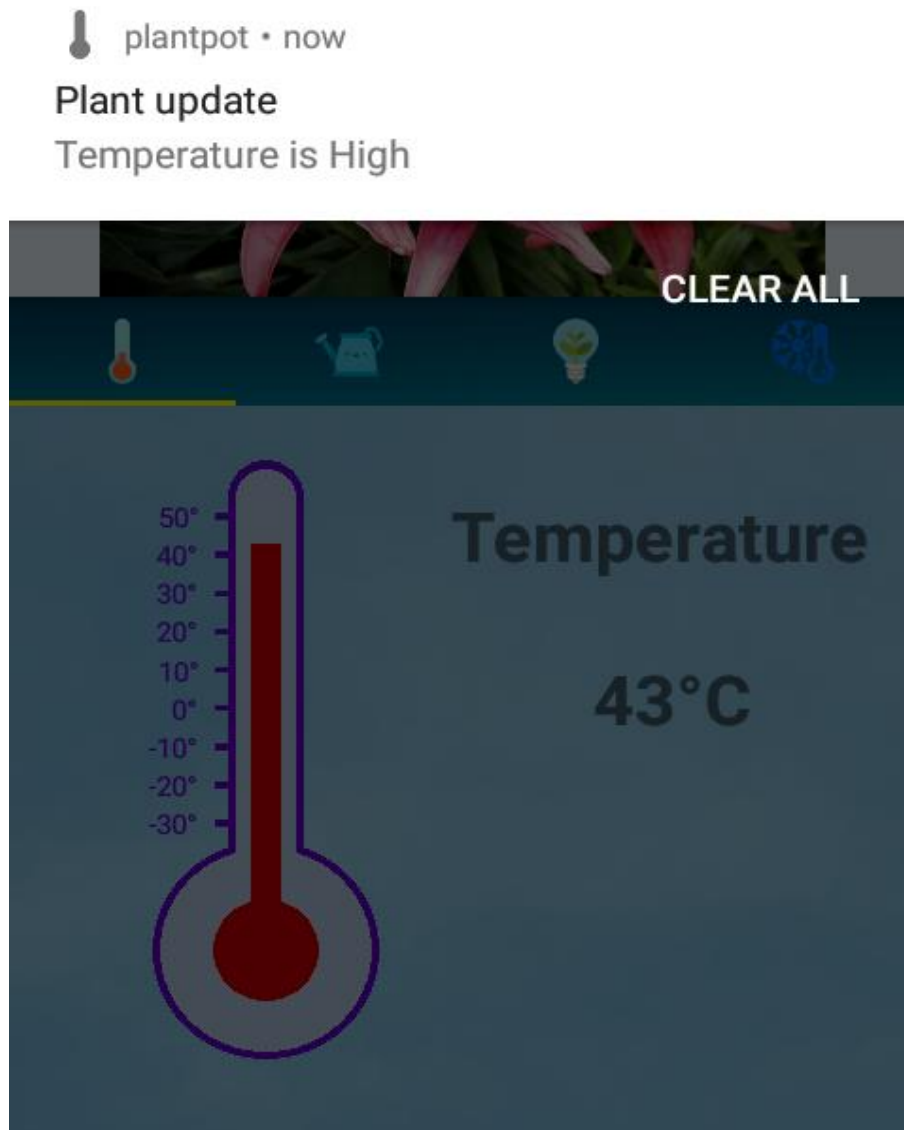 plantpot • now
Plant update
Temperature is High
CLEAR ALL
50°
40°
30°
20°
10°
0°
-10°
-20°
-30°
Temperature
43°C